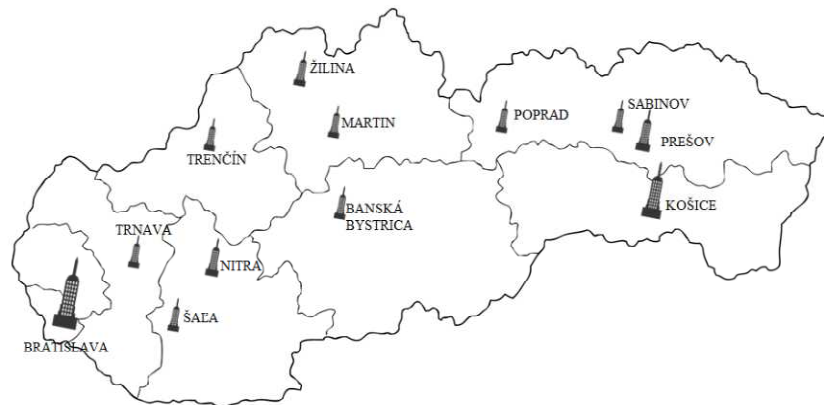 ŽILINA
MARTIN
POPRAD
SABINOV
PREŠOV
TRENČÍN
KOŠICE
BANSKÁ
BYSTRICA
TRNAVA
NITRA
ŠAĽA
BRATISLAVA